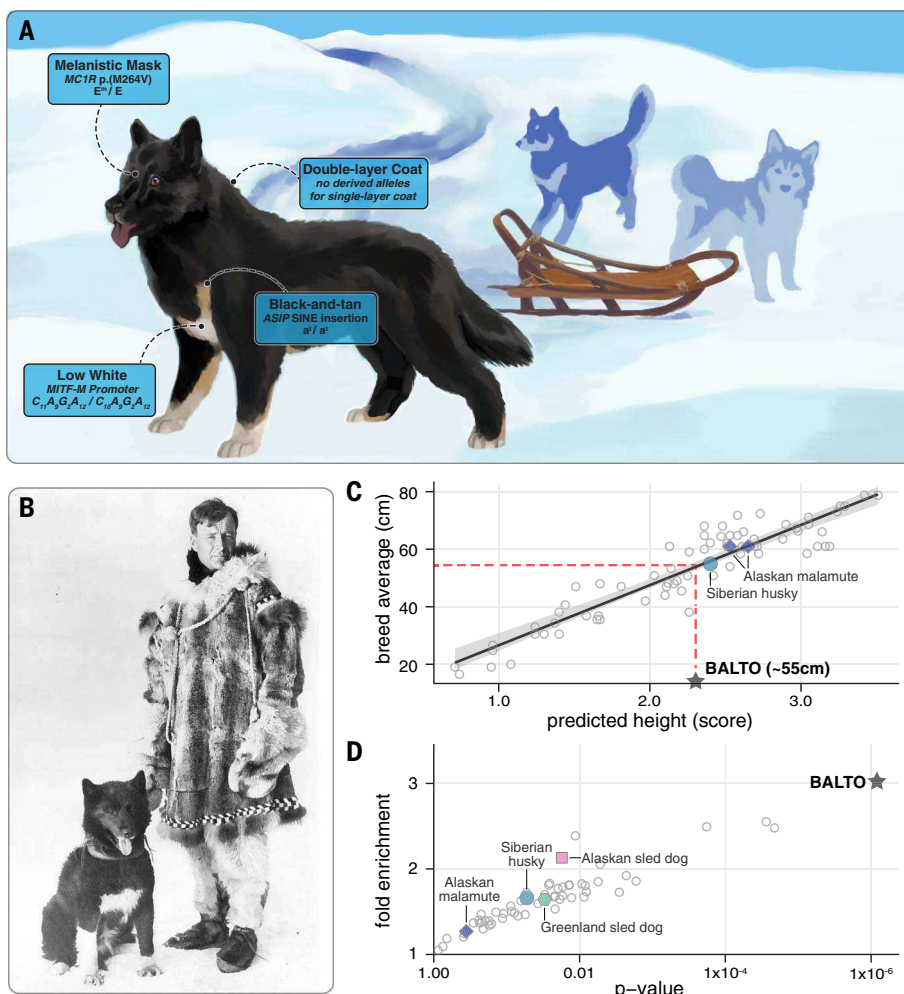 A
Melanistic Mask
MC1R p.(M264V)
Eᵐ / E
Double-layer Coat
no derived alleles
for single-layer coat
Black-and-tan
ASIP SINE insertion
aᵗ/ aᵗ
Low White
MITF-M Promoter
C₁₁A₉G₂A₁₂ / C₁₀A₉G₂A₁₂
B
C
breed average (cm)
80
60
40
20
Alaskan malamute
Siberian husky
BALTO (~55cm)
1.0
2.0
3.0
predicted height (score)
D
fold enrichment
3
2
1
BALTO
Siberian
husky
Alaskan sled dog
Alaskan
malamute
Greenland sled dog
1.00
0.01
1x10⁻⁴
1x10⁻⁶
p−value